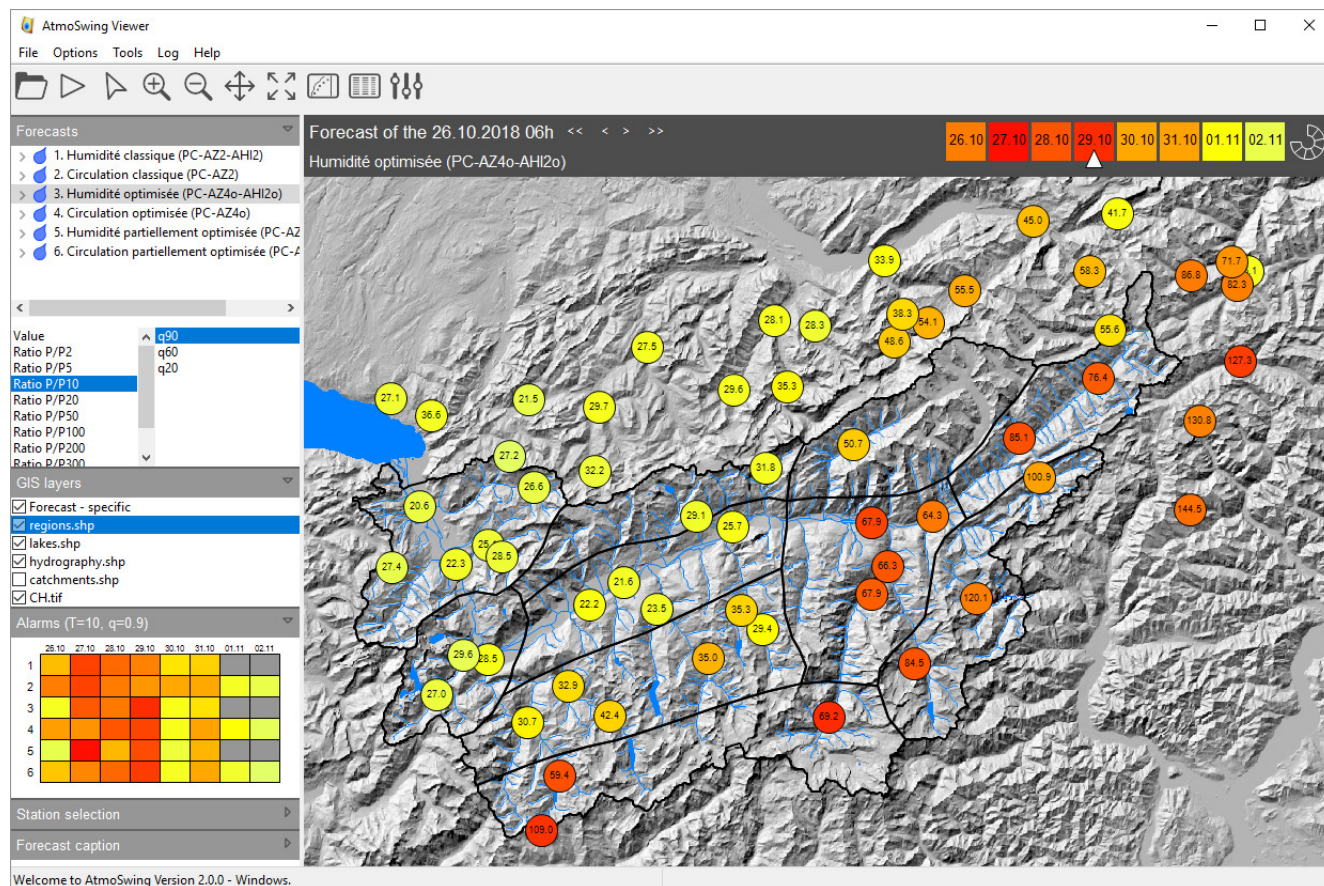 AtmoSwing Viewer
File Options Tools Log Help
Forecasts
1. Humidité classique (PC-AZ2-AHI2)
2. Circulation classique (PC-AZ2)
3. Humidité optimisée (PC-AZ4o-AHI2o)
4. Circulation optimisée (PC-AZ4o)
5. Humidité partiellement optimisée (PC-AZ
6. Circulation partiellement optimisée (PC-A
Value
Ratio P/P2
Ratio P/P5
Ratio P/P10
Ratio P/P20
Ratio P/P50
Ratio P/P100
Ratio P/P200
Ratio P/P300
q90
q60
q20
GIS layers
Forecast - specific
regions.shp
lakes.shp
hydrography.shp
catchments.shp
CH.tif
Alarms (T=10, q=0.9)
26.10 27.10 28.10 29.10 30.10 31.10 01.11 02.11
1
2
3
4
5
6
Station selection
Forecast caption
Welcome to AtmoSwing Version 2.0.0 - Windows.
Forecast of the 26.10.2018 06h << < > >>
Humidité optimisée (PC-AZ4o-AHI2o)
26.10 27.10 28.10 29.10 30.10 31.10 01.11 02.11
41.7
45.0
33.9
58.3
71.7
86.8
82.3
55.5
38.3
54.1
28.1
28.3
48.6
55.6
27.5
127.3
76.4
29.6
35.3
27.1
36.6
21.5
29.7
130.8
85.1
50.7
27.2
32.2
31.8
100.9
26.6
20.6
29.1
25.7
67.9
64.3
144.5
28.5
22.3
27.4
66.3
21.6
67.9
120.1
22.2
23.5
35.3
29.4
29.6
28.5
35.0
84.5
27.0
32.9
30.7
42.4
69.2
59.4
109.0